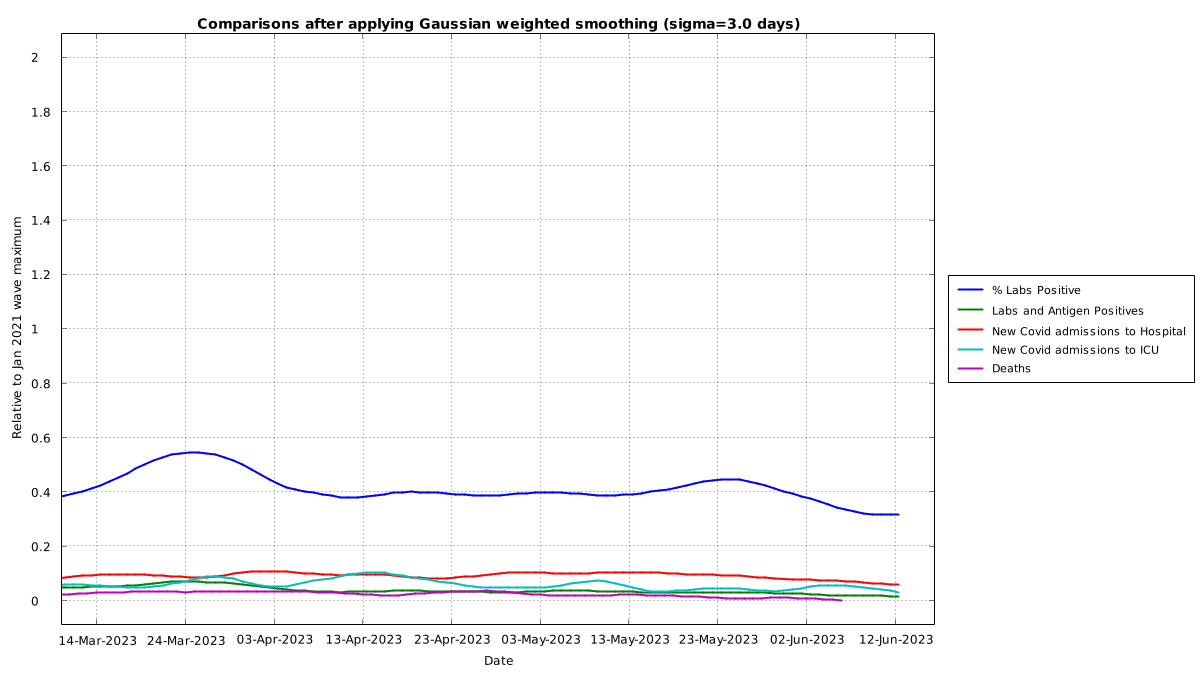 Comparisons after applying Gaussian weighted smoothing (sigma=3.0 days)
2
1.8
1.6
1.4
1.2
1
0.8
0.6
0.4
0.2
0
Relative to Jan 2021 wave maximum
14-Mar-2023 24-Mar-2023 03-Apr-2023 13-Apr-2023 23-Apr-2023 03-May-2023 13-May-2023 23-May-2023 02-Jun-2023 12-Jun-2023
Date
% Labs Positive
Labs and Antigen Positives
New Covid admissions to Hospital
New Covid admissions to ICU
Deaths